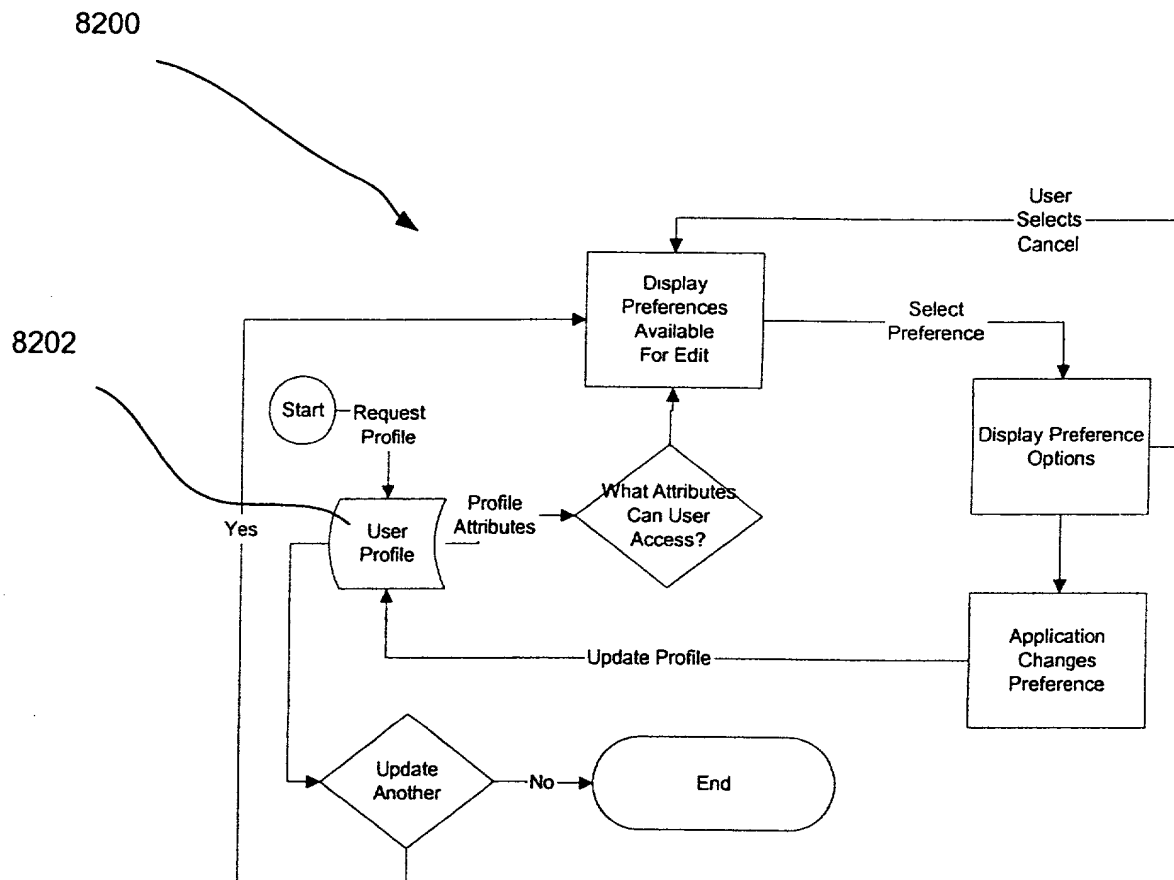 8200
User
Selects
Cancel
Display
Preferences
Available
For Edit
Select
Preference
8202
Start
Request
Profile
Display Preference
Options
What Attributes
Can User
Access?
Profile
Attributes
User
Profile
Yes
Application
Changes
Preference
Update Profile
Update
Another
No
End